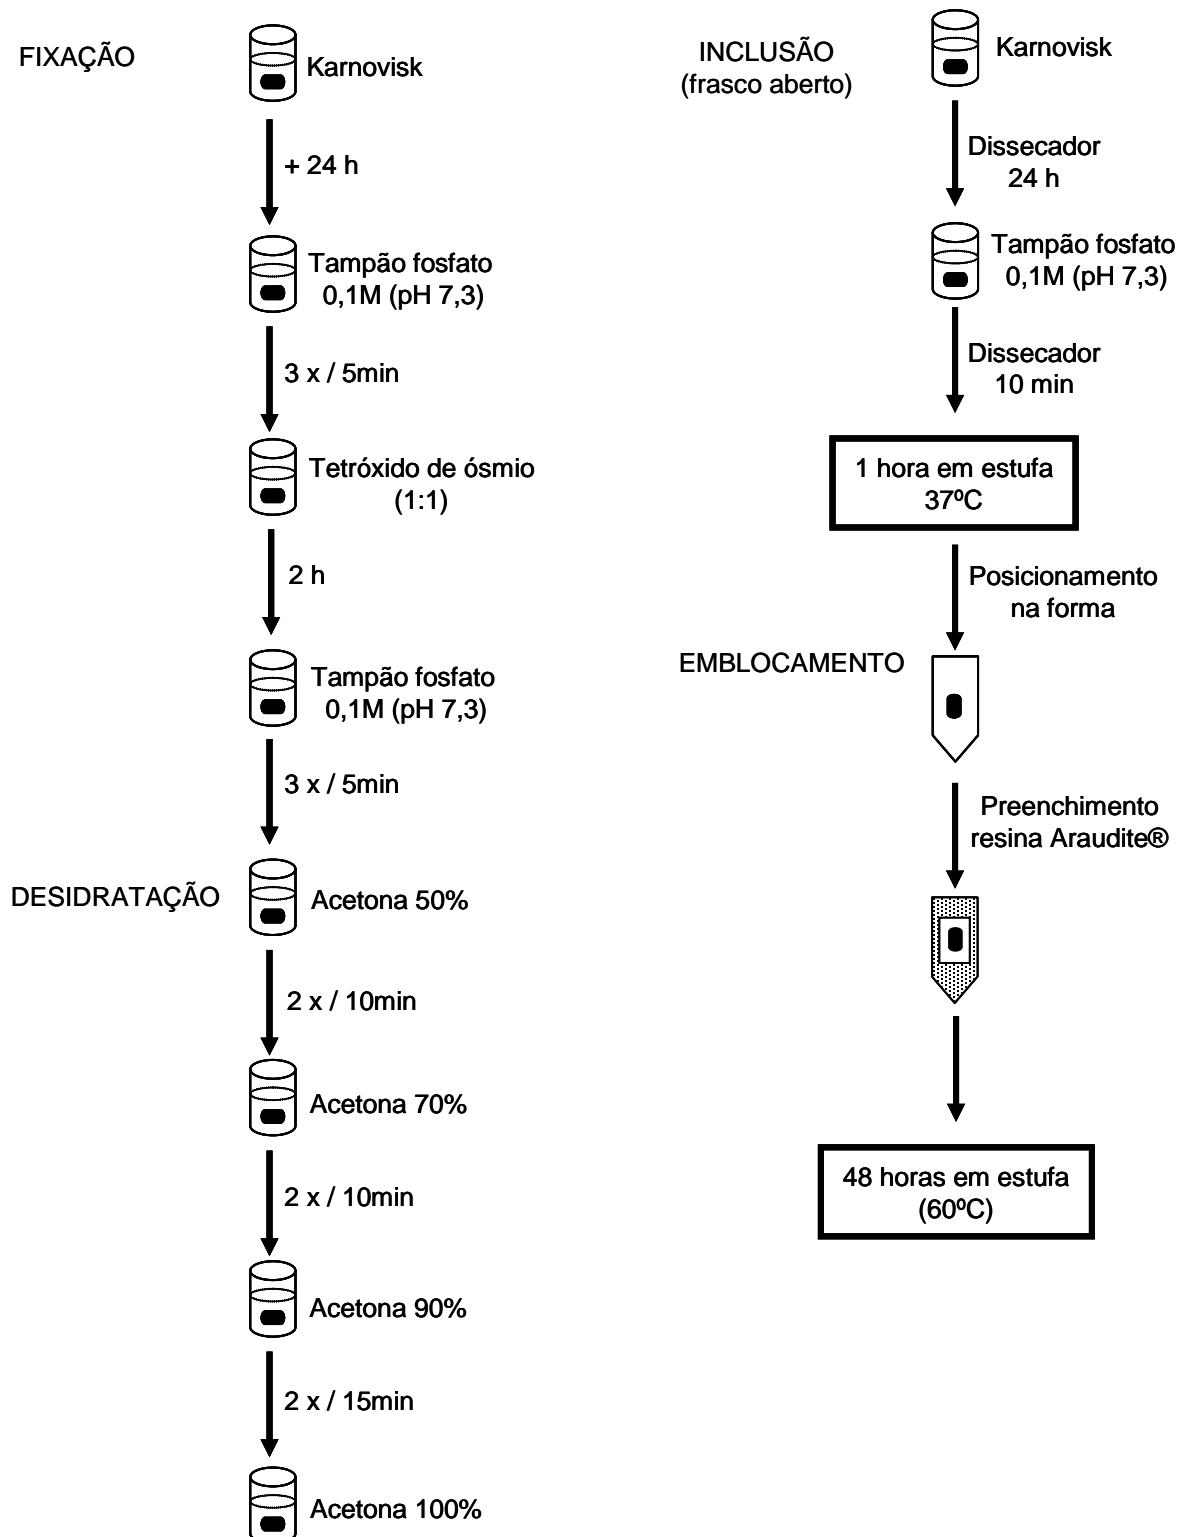 FIXAÇÃO
Karnovisk
+ 24 h
Tampão fosfato
0,1M (pH 7,3)
3 x / 5min
Tetróxido de ósmio
(1:1)
2 h
Tampão fosfato
0,1M (pH 7,3)
3 x / 5min
DESIDRATAÇÃO
Acetona 50%
2 x / 10min
Acetona 70%
2 x / 10min
Acetona 90%
2 x / 15min
Acetona 100%
INCLUSÃO
(frasco aberto)
Karnovisk
Dissecador
24 h
Tampão fosfato
0,1M (pH 7,3)
Dissecador
10 min
1 hora em estufa
37ºC
Posicionamento
na forma
EMBLOCAMENTO
Preenchimento
resina Araudite®
48 horas em estufa
(60ºC)